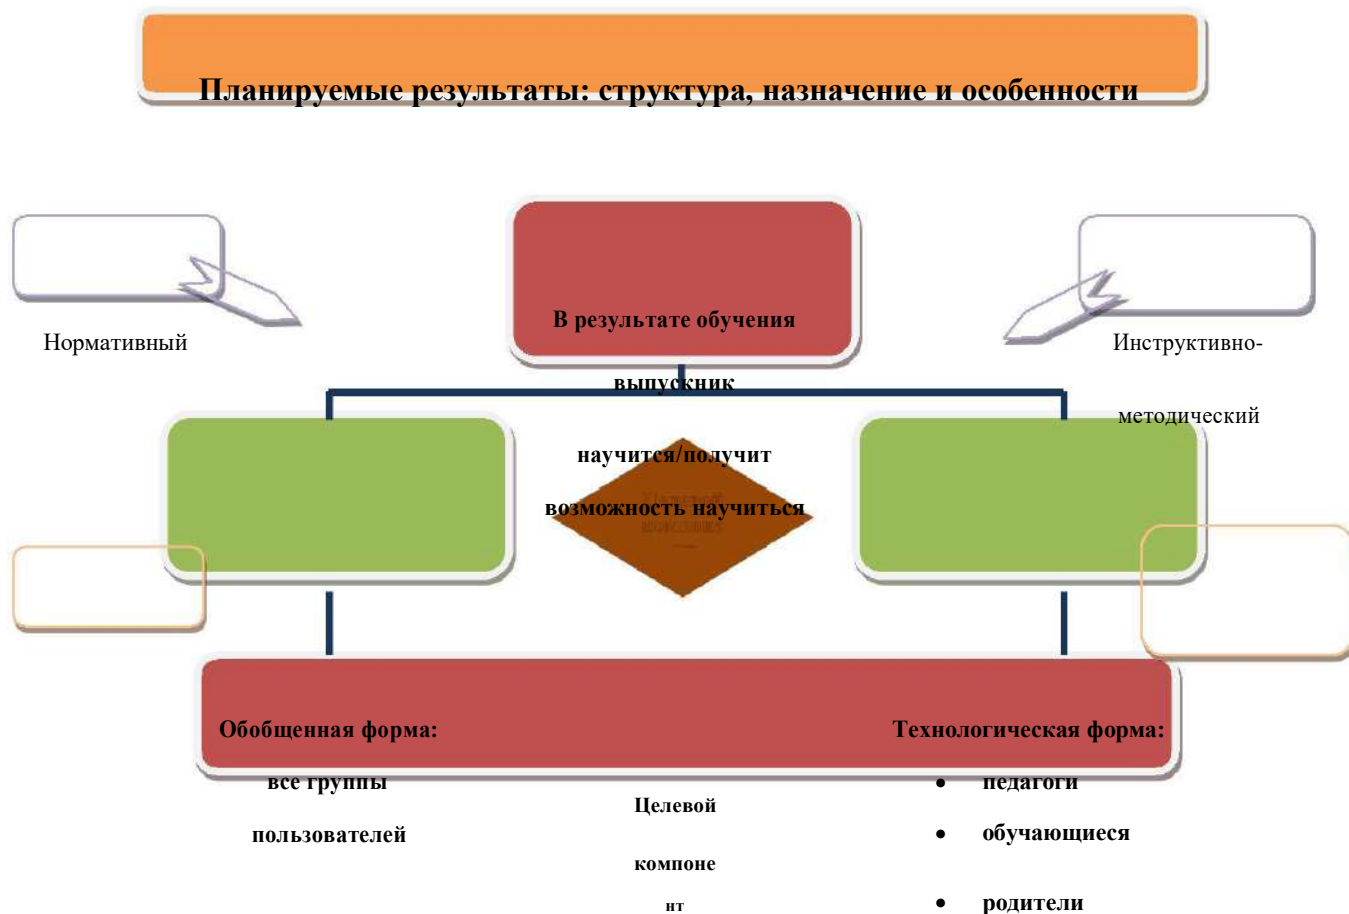 Планируемые результаты: структура, назначение и особенности
В результате обучения
Нормативный
Инструктивно-
выпускник
методический
научится/получит
возможность научиться
Обобщенная форма:
Технологическая форма:
все группы
• педагоги
Целевой
пользователей
• обучающиеся
компоне
нт
• родители